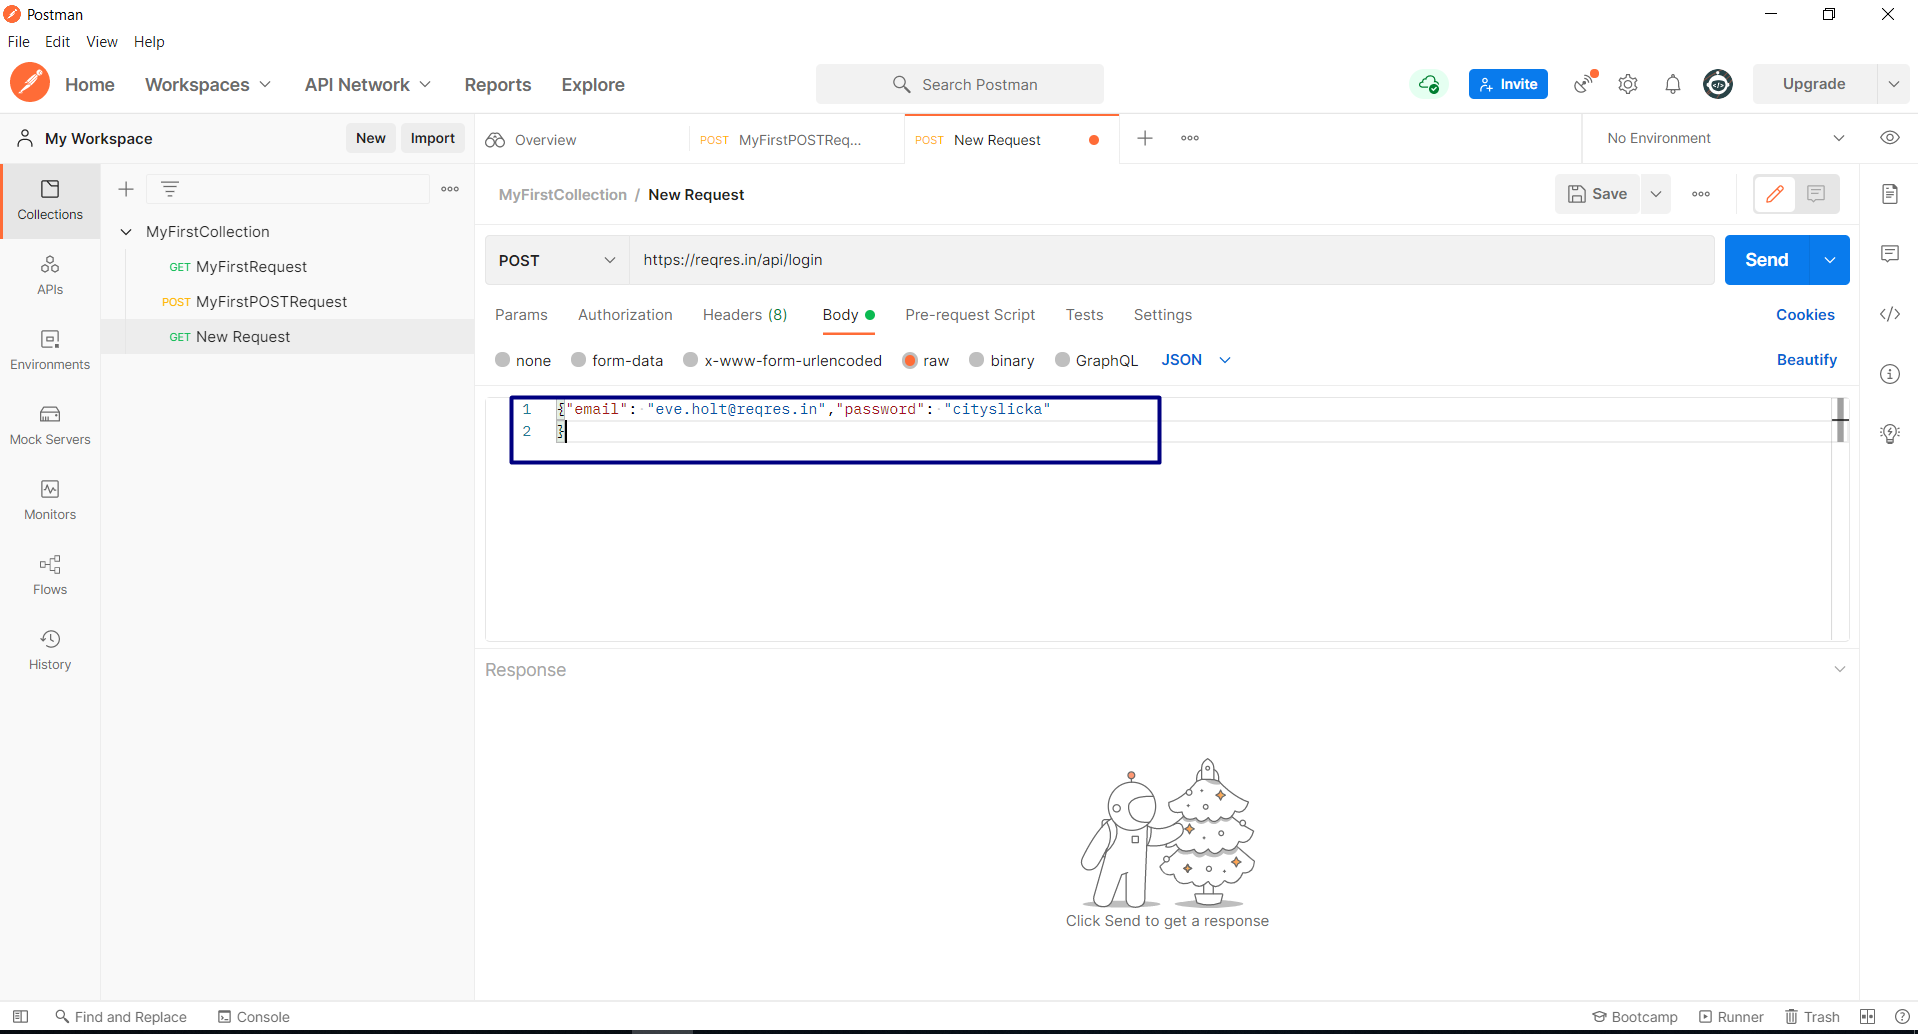 Postman
File Edit View Help
Home Workspaces API Network Reports Explore Search Postman Invite Upgrade
My Workspace New Import Overview POST MyFirstPOSTReq... POST New Request No Environment
Collections
MyFirstCollection / New Request Save
MyFirstCollection
GET MyFirstRequest
POST MyFirstPOSTRequest
GET New Request
APIs
Environments
Mock Servers
Monitors
Flows
History
POST https://reqres.in/api/login Send
Params Authorization Headers (8) Body Pre-request Script Tests Settings Cookies
none form-data x-www-form-urlencoded raw binary GraphQL JSON Beautify
1 {"email": "eve.holt@reqres.in","password": "cityslicka"
2 }
Response
Click Send to get a response
Find and Replace Console Bootcamp Runner Trash